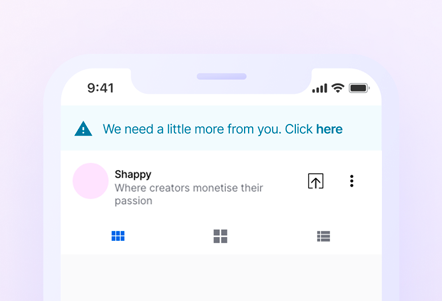 9:41
We need a little more from you. Click here
Shappy
Where creators monetise their
passion